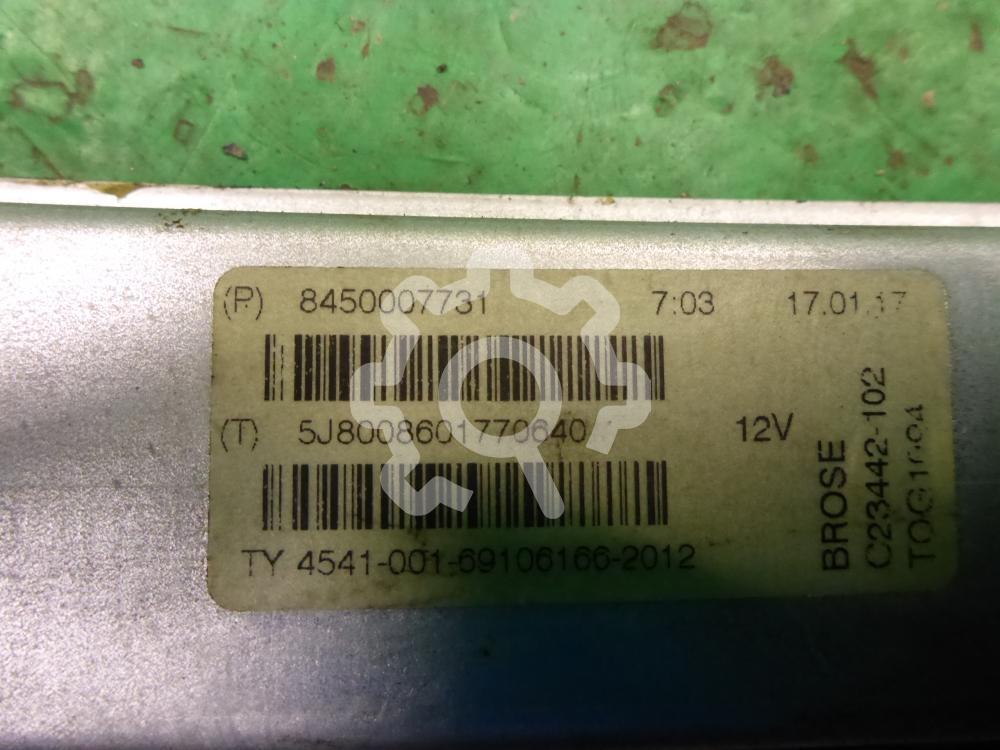 (P) 8450007731 7:03 17.01.17
(T) 5J8008601770640 12V
TY 4541-001-69106166-2012
BROSE
C23442-102